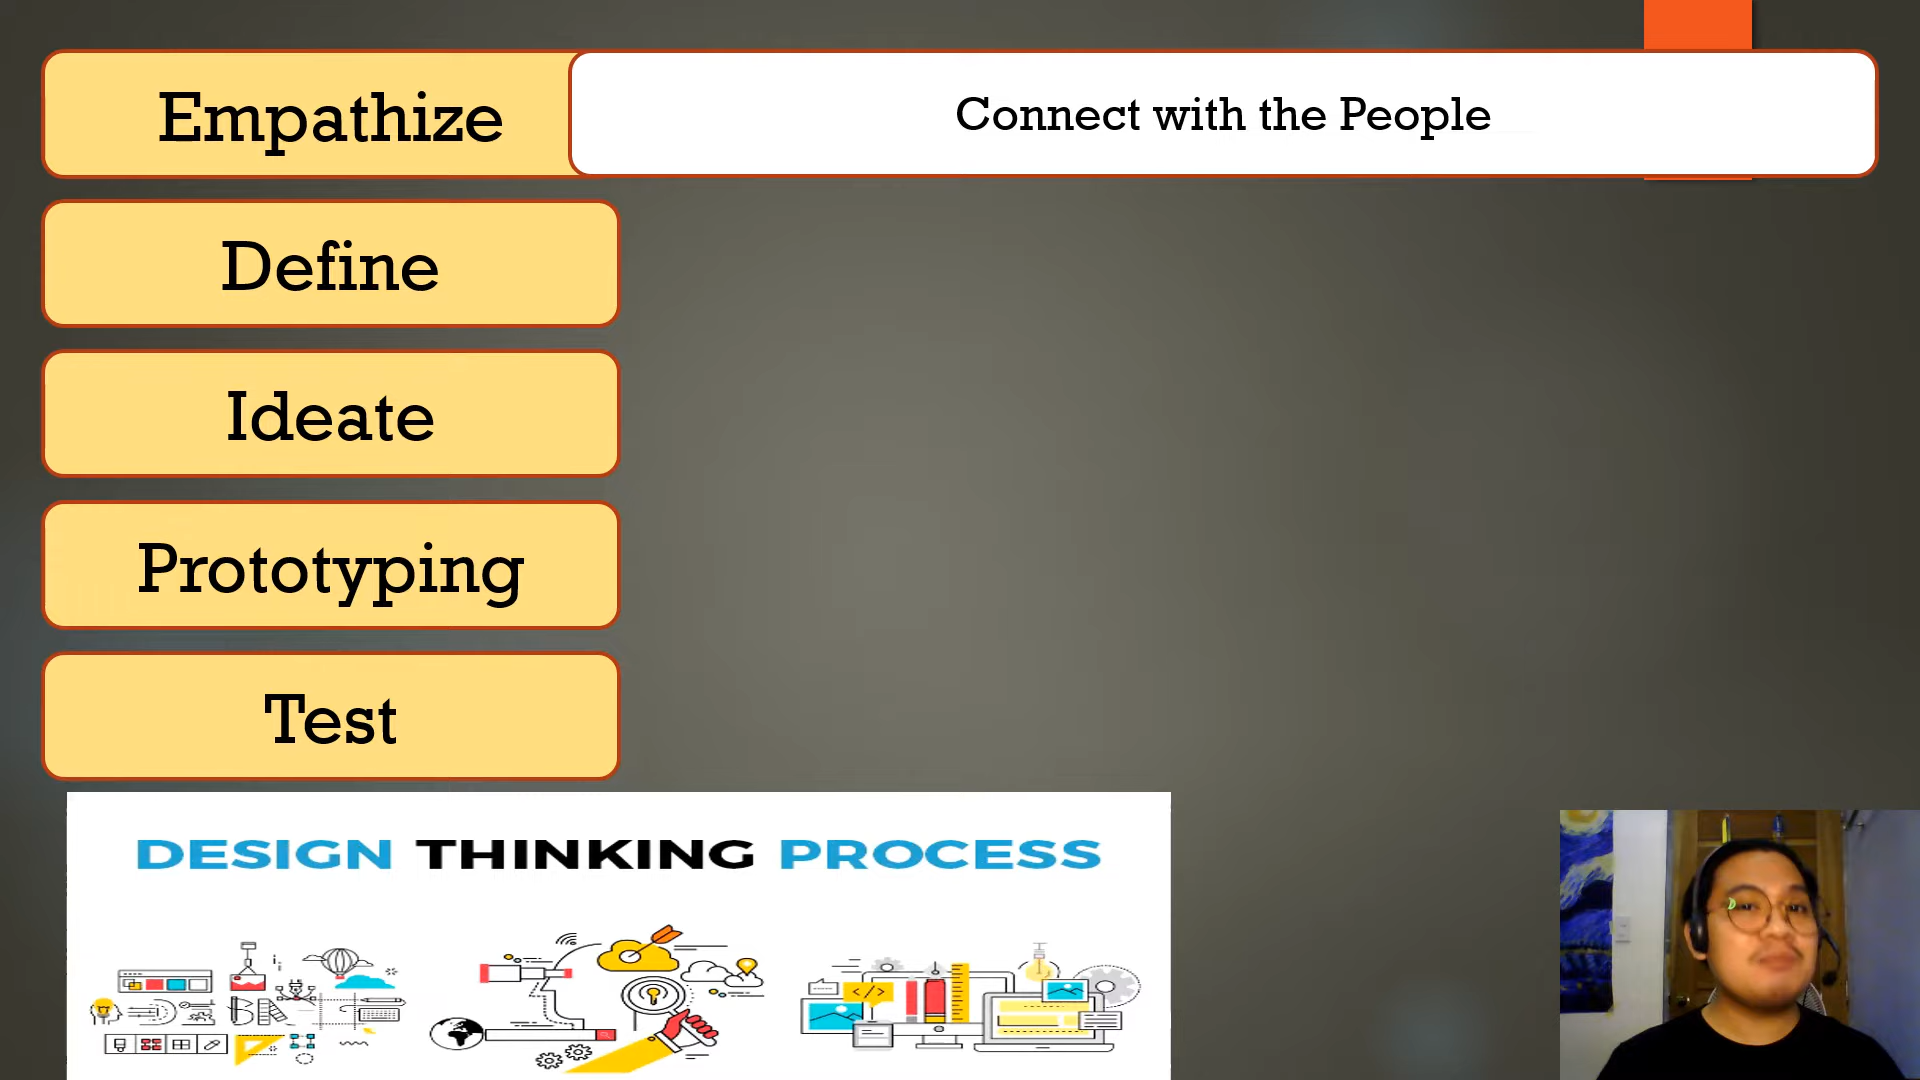 Empathize
Connect with the People
Define
Ideate
Prototyping
Test
DESIGN THINKING PROCESS